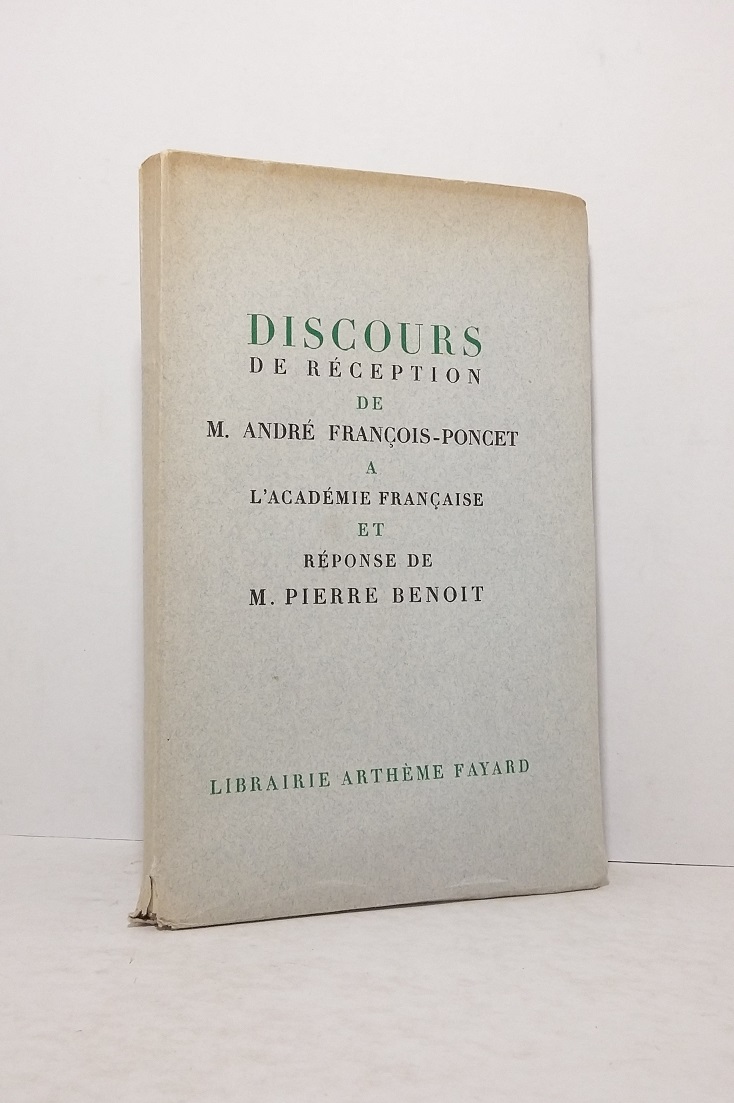 DISCOURS
DE RÉCEPTION
DE
M. ANDRÉ FRANÇOIS-PONCET
A
L'ACADÉMIE FRANÇAISE
ET
RÉPONSE DE
M. PIERRE BENOIT
LIBRAIRIE ARTHÈME FAYARD